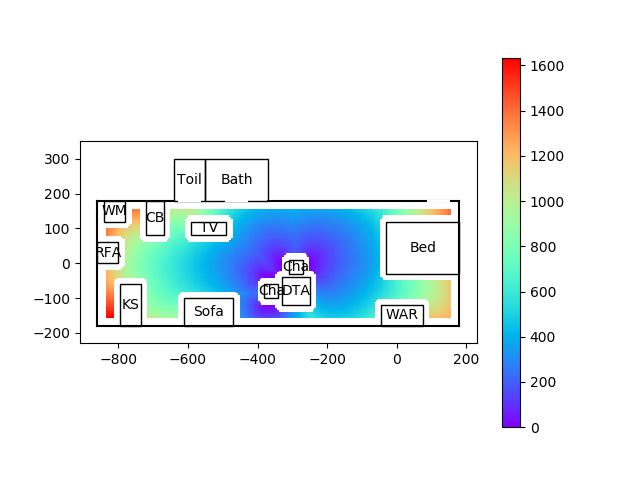 300
200
100
0
−100
−200
−800
−600
−400
−200
0
200
Toil
Bath
WM
CB
TV
RFA
Cha
Bed
KS
Cha
DTA
Sofa
WAR
1600
1400
1200
1000
800
600
400
200
0